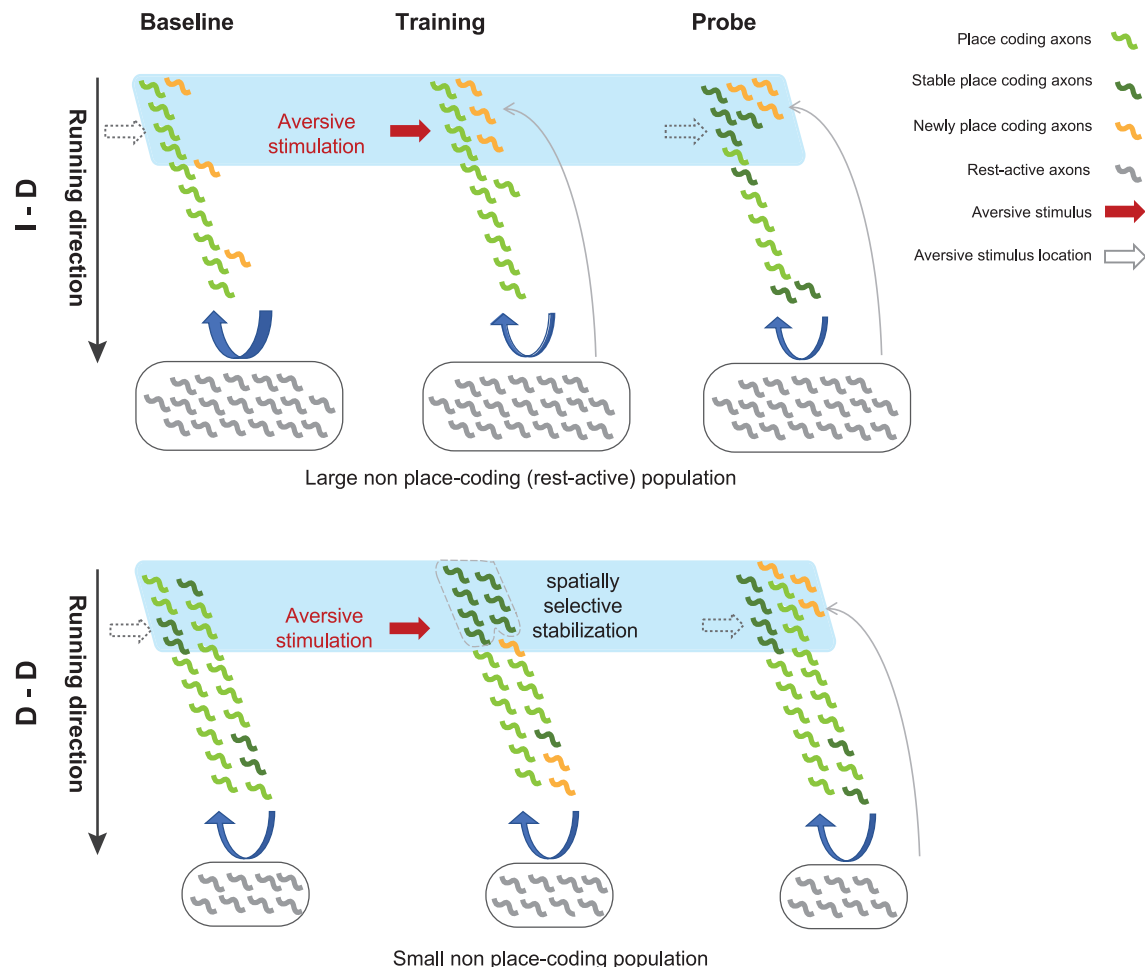 Baseline
Training
Probe
Place coding axons
Stable place coding axons
Newly place coding axons
Rest-active axons
Aversive stimulus
Aversive stimulus location
I - D
Running direction
Aversive
stimulation
Large non place-coding (rest-active) population
D - D
Rumming direction
Aversive
stimulation
spatially
selective
stabilization
Small non place-coding population